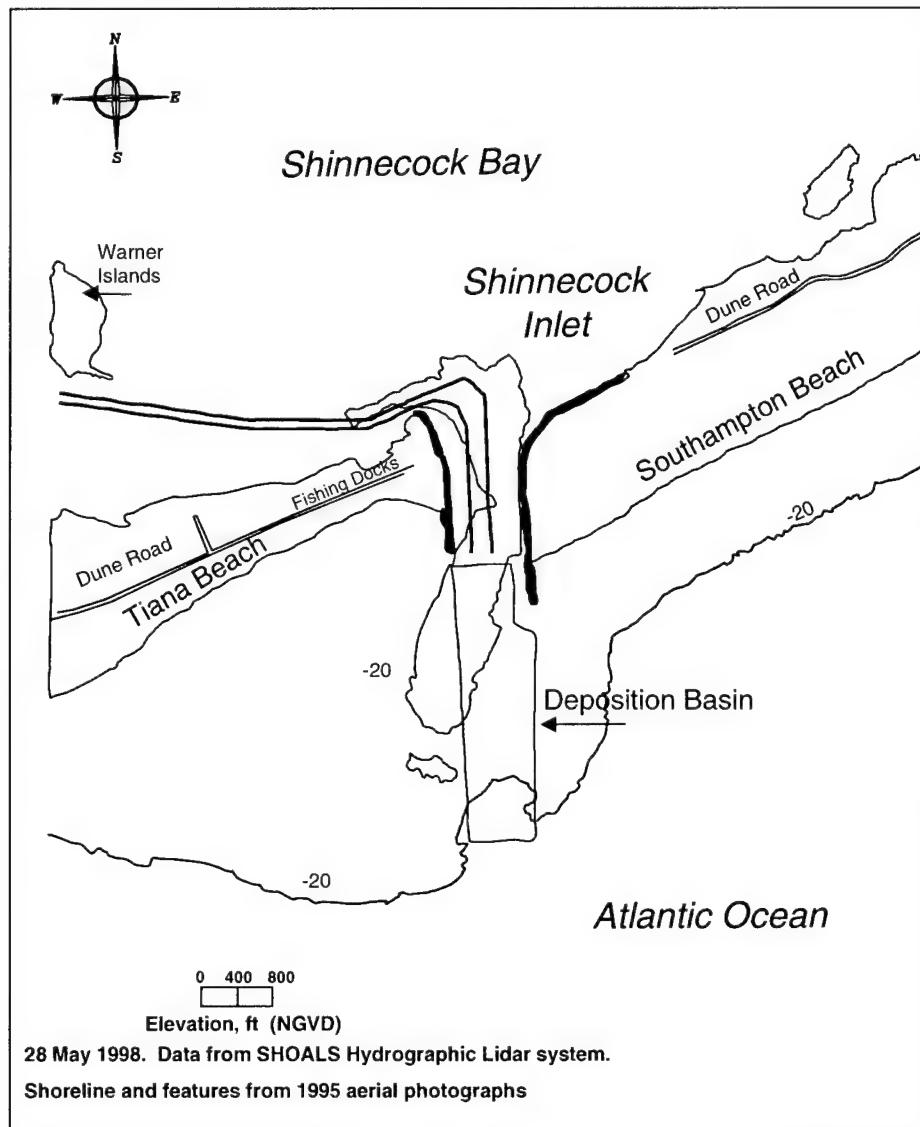 N
W E
S
Shinnecock Bay
Warner
Islands
Shinnecock
Inlet
Dune Road
Southampton Beach
Fishing Docks
Dune Road
Tiana Beach
-20
-20
Deposition Basin
-20
Atlantic Ocean
0 400 800
Elevation, ft (NGVD)
28 May 1998. Data from SHOALS Hydrographic Lidar system.
Shoreline and features from 1995 aerial photographs